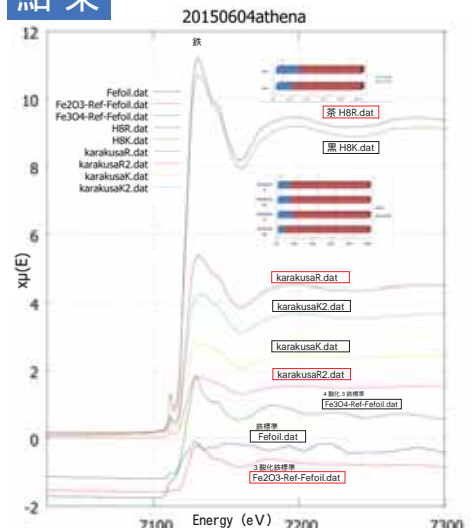 結果
20150604athena
12
10
8
6
4
2
0
-2
xμ(E)
鉄
Fefoil.dat
Fe2O3-Ref-Fefoil.dat
Fe3O4-Ref-Fefoil.dat
H8R.dat
H8K.dat
karakusaR.dat
karakusaR2.dat
karakusaK.dat
karakusaK2.dat
茶 H8R.dat
黒 H8K.dat
karakusaR.dat
karakusaK2.dat
karakusaK.dat
karakusaR2.dat
4酸化3鉄標準
Fe3O4-Ref-Fefoil.dat
鉄標準
Fefoil.dat
3酸化鉄標準
Fe2O3-Ref-Fefoil.dat
7100
7200
7300
Energy (eV)